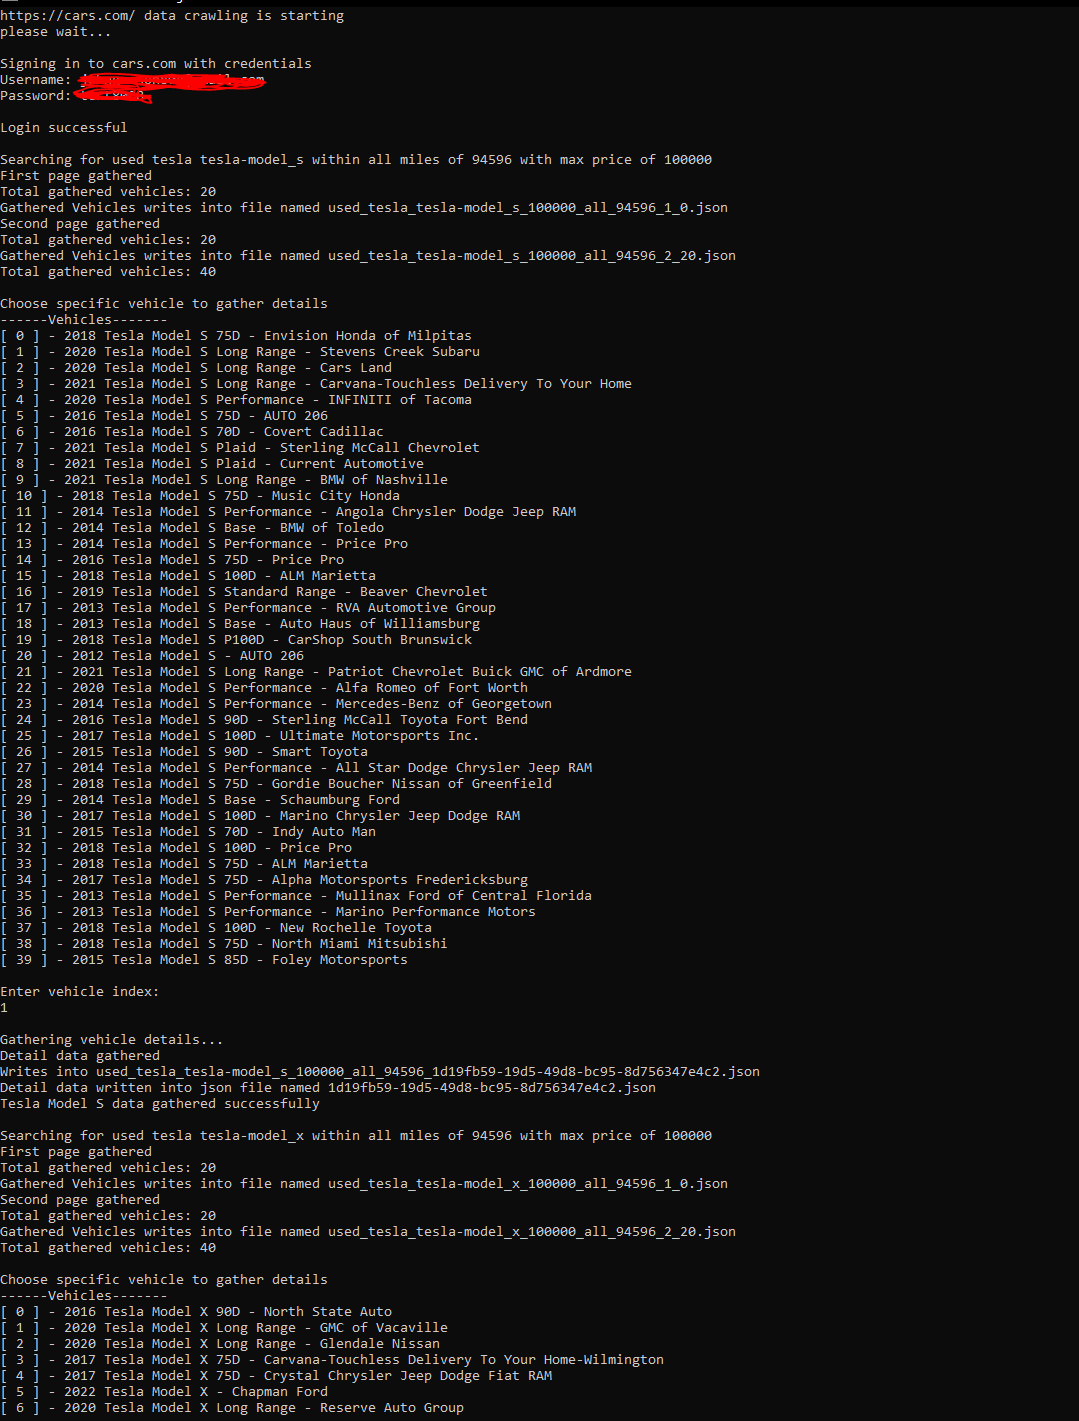 https://cars.com/ data crawling is starting
please wait...
Signing in to cars.com with credentials
Username:
Password:
Login successful
Searching for used tesla tesla-model_s within all miles of 94596 with max price of 100000
First page gathered
Total gathered vehicles: 20
Gathered Vehicles writes into file named used_tesla_tesla-model_s_100000_all_94596_1_0.json
Second page gathered
Total gathered vehicles: 20
Gathered Vehicles writes into file named used_tesla_tesla-model_s_100000_all_94596_2_20.json
Total gathered vehicles: 40
Choose specific vehicle to gather details
------Vehicles-------
[ 0 ] - 2018 Tesla Model S 75D - Envision Honda of Milpitas
[ 1 ] - 2020 Tesla Model S Long Range - Stevens Creek Subaru
[ 2 ] - 2020 Tesla Model S Long Range - Cars Land
[ 3 ] - 2021 Tesla Model S Long Range - Carvana-Touchless Delivery To Your Home
[ 4 ] - 2020 Tesla Model S Performance - INFINITI of Tacoma
[ 5 ] - 2016 Tesla Model S 75D - AUTO 206
[ 6 ] - 2016 Tesla Model S 70D - Covert Cadillac
[ 7 ] - 2021 Tesla Model S Plaid - Sterling McCall Chevrolet
[ 8 ] - 2021 Tesla Model S Plaid - Current Automotive
[ 9 ] - 2021 Tesla Model S Long Range - BMW of Nashville
[ 10 ] - 2018 Tesla Model S 75D - Music City Honda
[ 11 ] - 2014 Tesla Model S Performance - Angola Chrysler Dodge Jeep RAM
[ 12 ] - 2014 Tesla Model S Base - BMW of Toledo
[ 13 ] - 2014 Tesla Model S Performance - Price Pro
[ 14 ] - 2016 Tesla Model S 75D - Price Pro
[ 15 ] - 2018 Tesla Model S 100D - ALM Marietta
[ 16 ] - 2019 Tesla Model S Standard Range - Beaver Chevrolet
[ 17 ] - 2013 Tesla Model S Performance - RVA Automotive Group
[ 18 ] - 2013 Tesla Model S Base - Auto Haus of Williamsburg
[ 19 ] - 2018 Tesla Model S P100D - CarShop South Brunswick
[ 20 ] - 2012 Tesla Model S - AUTO 206
[ 21 ] - 2021 Tesla Model S Long Range - Patriot Chevrolet Buick GMC of Ardmore
[ 22 ] - 2020 Tesla Model S Performance - Alfa Romeo of Fort Worth
[ 23 ] - 2014 Tesla Model S Performance - Mercedes-Benz of Georgetown
[ 24 ] - 2016 Tesla Model S 90D - Sterling McCall Toyota Fort Bend
[ 25 ] - 2017 Tesla Model S 100D - Ultimate Motorsports Inc.
[ 26 ] - 2015 Tesla Model S 90D - Smart Toyota
[ 27 ] - 2014 Tesla Model S Performance - All Star Dodge Chrysler Jeep RAM
[ 28 ] - 2018 Tesla Model S 75D - Gordie Boucher Nissan of Greenfield
[ 29 ] - 2014 Tesla Model S Base - Schaumburg Ford
[ 30 ] - 2017 Tesla Model S 100D - Marino Chrysler Jeep Dodge RAM
[ 31 ] - 2015 Tesla Model S 70D - Indy Auto Man
[ 32 ] - 2018 Tesla Model S 100D - Price Pro
[ 33 ] - 2018 Tesla Model S 75D - ALM Marietta
[ 34 ] - 2017 Tesla Model S 75D - Alpha Motorsports Fredericksburg
[ 35 ] - 2013 Tesla Model S Performance - Mullinax Ford of Central Florida
[ 36 ] - 2013 Tesla Model S Performance - Marino Performance Motors
[ 37 ] - 2018 Tesla Model S 100D - New Rochelle Toyota
[ 38 ] - 2018 Tesla Model S 75D - North Miami Mitsubishi
[ 39 ] - 2015 Tesla Model S 85D - Foley Motorsports
Enter vehicle index:
1
Gathering vehicle details...
Detail data gathered
Writes into used_tesla_tesla-model_s_100000_all_94596_1d19fb59-19d5-49d8-bc95-8d756347e4c2.json
Detail data written into json file named 1d19fb59-19d5-49d8-bc95-8d756347e4c2.json
Tesla Model S data gathered successfully
Searching for used tesla tesla-model_x within all miles of 94596 with max price of 100000
First page gathered
Total gathered vehicles: 20
Gathered Vehicles writes into file named used_tesla_tesla-model_x_100000_all_94596_1_0.json
Second page gathered
Total gathered vehicles: 20
Gathered Vehicles writes into file named used_tesla_tesla-model_x_100000_all_94596_2_20.json
Total gathered vehicles: 40
Choose specific vehicle to gather details
------Vehicles-------
[ 0 ] - 2016 Tesla Model X 90D - North State Auto
[ 1 ] - 2020 Tesla Model X Long Range - GMC of Vacaville
[ 2 ] - 2020 Tesla Model X Long Range - Glendale Nissan
[ 3 ] - 2017 Tesla Model X 75D - Carvana-Touchless Delivery To Your Home-Wilmington
[ 4 ] - 2017 Tesla Model X 75D - Crystal Chrysler Jeep Dodge Fiat RAM
[ 5 ] - 2022 Tesla Model X - Chapman Ford
[ 6 ] - 2020 Tesla Model X Long Range - Reserve Auto Group